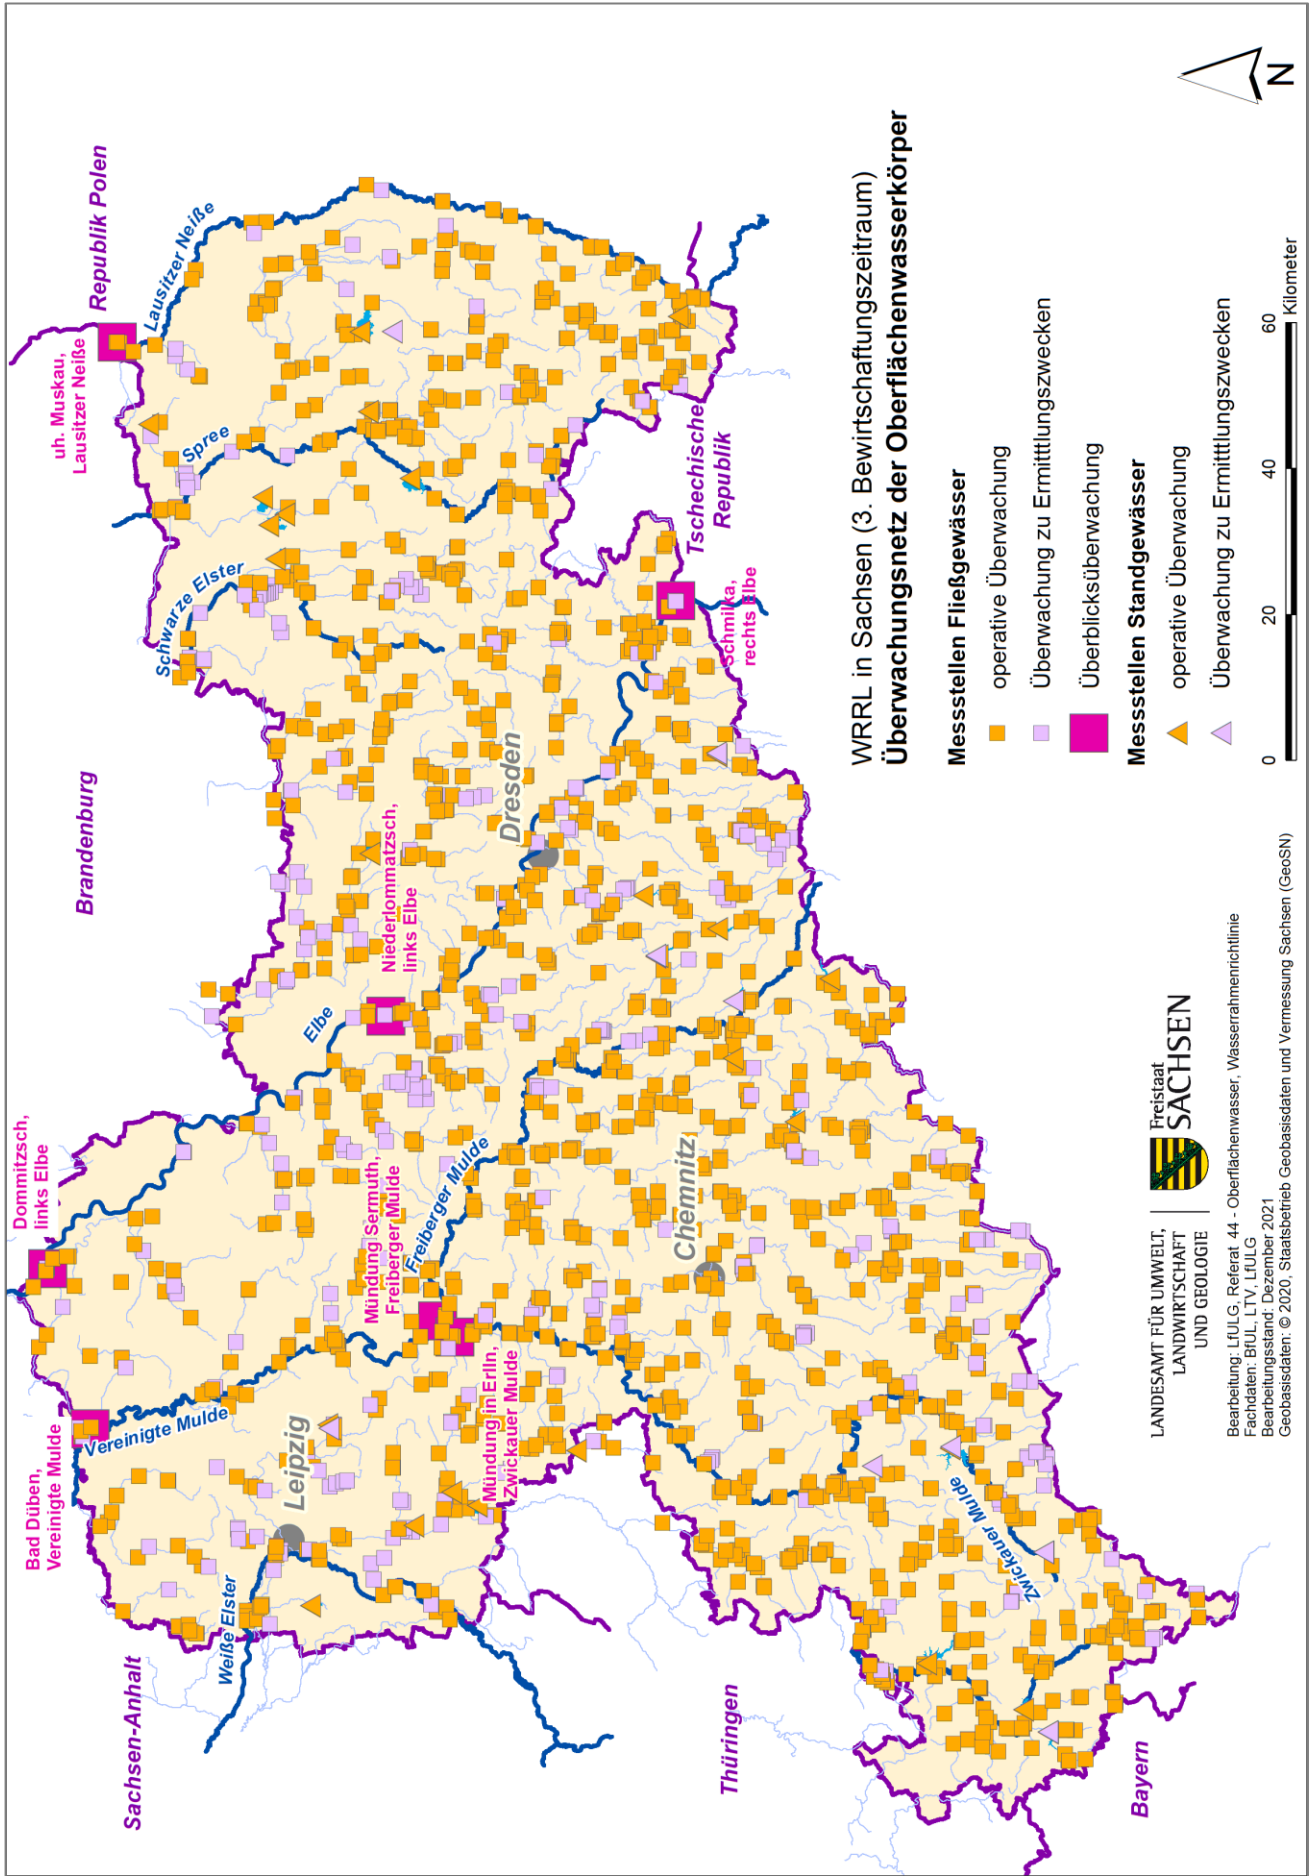 Republik Polen
Lausitzer Neiße
uh. Muskau,
Lausitzer Neiße
Spree
Schwarze Elster
Tschechische
Republik
Schmilka,
rechts Elbe
Brandenburg
Dresden
Niederlommatzsch,
links Elbe
Elbe
Dommitzsch,
links Elbe
Mündung Sermuth,
Freiberger Mulde
Freiberger Mulde
Chemnitz
Bad Düben,
Vereinigte Mulde
Vereinigte Mulde
Leipzig
Mündung in Erlln,
Zwickauer Mulde
Weiße Elster
Zwickauer Mulde
Sachsen-Anhalt
Thüringen
Bayern
WRRL in Sachsen (3. Bewirtschaftungszeitraum)
Überwachungsnetz der Oberflächenwasserkörper
Messstellen Fließgewässer
operative Überwachung
Überwachung zu Ermittlungszwecken
Überblicksüberwachung
Messstellen Standgewässer
operative Überwachung
Überwachung zu Ermittlungszwecken
0 20 40 60
Kilometer
N
LANDESAMT FÜR UMWELT,
LANDWIRTSCHAFT
UND GEOLOGIE
Freistaat
SACHSEN
Bearbeitung: LfULG, Referat 44 - Oberflächenwasser, Wasserrahmenrichtlinie
Fachdaten: BfUL, LTV, LfULG
Bearbeitungsstand: Dezember 2021
Geobasisdaten: © 2020, Staatsbetrieb Geobasisdaten und Vermessung Sachsen (GeoSN)